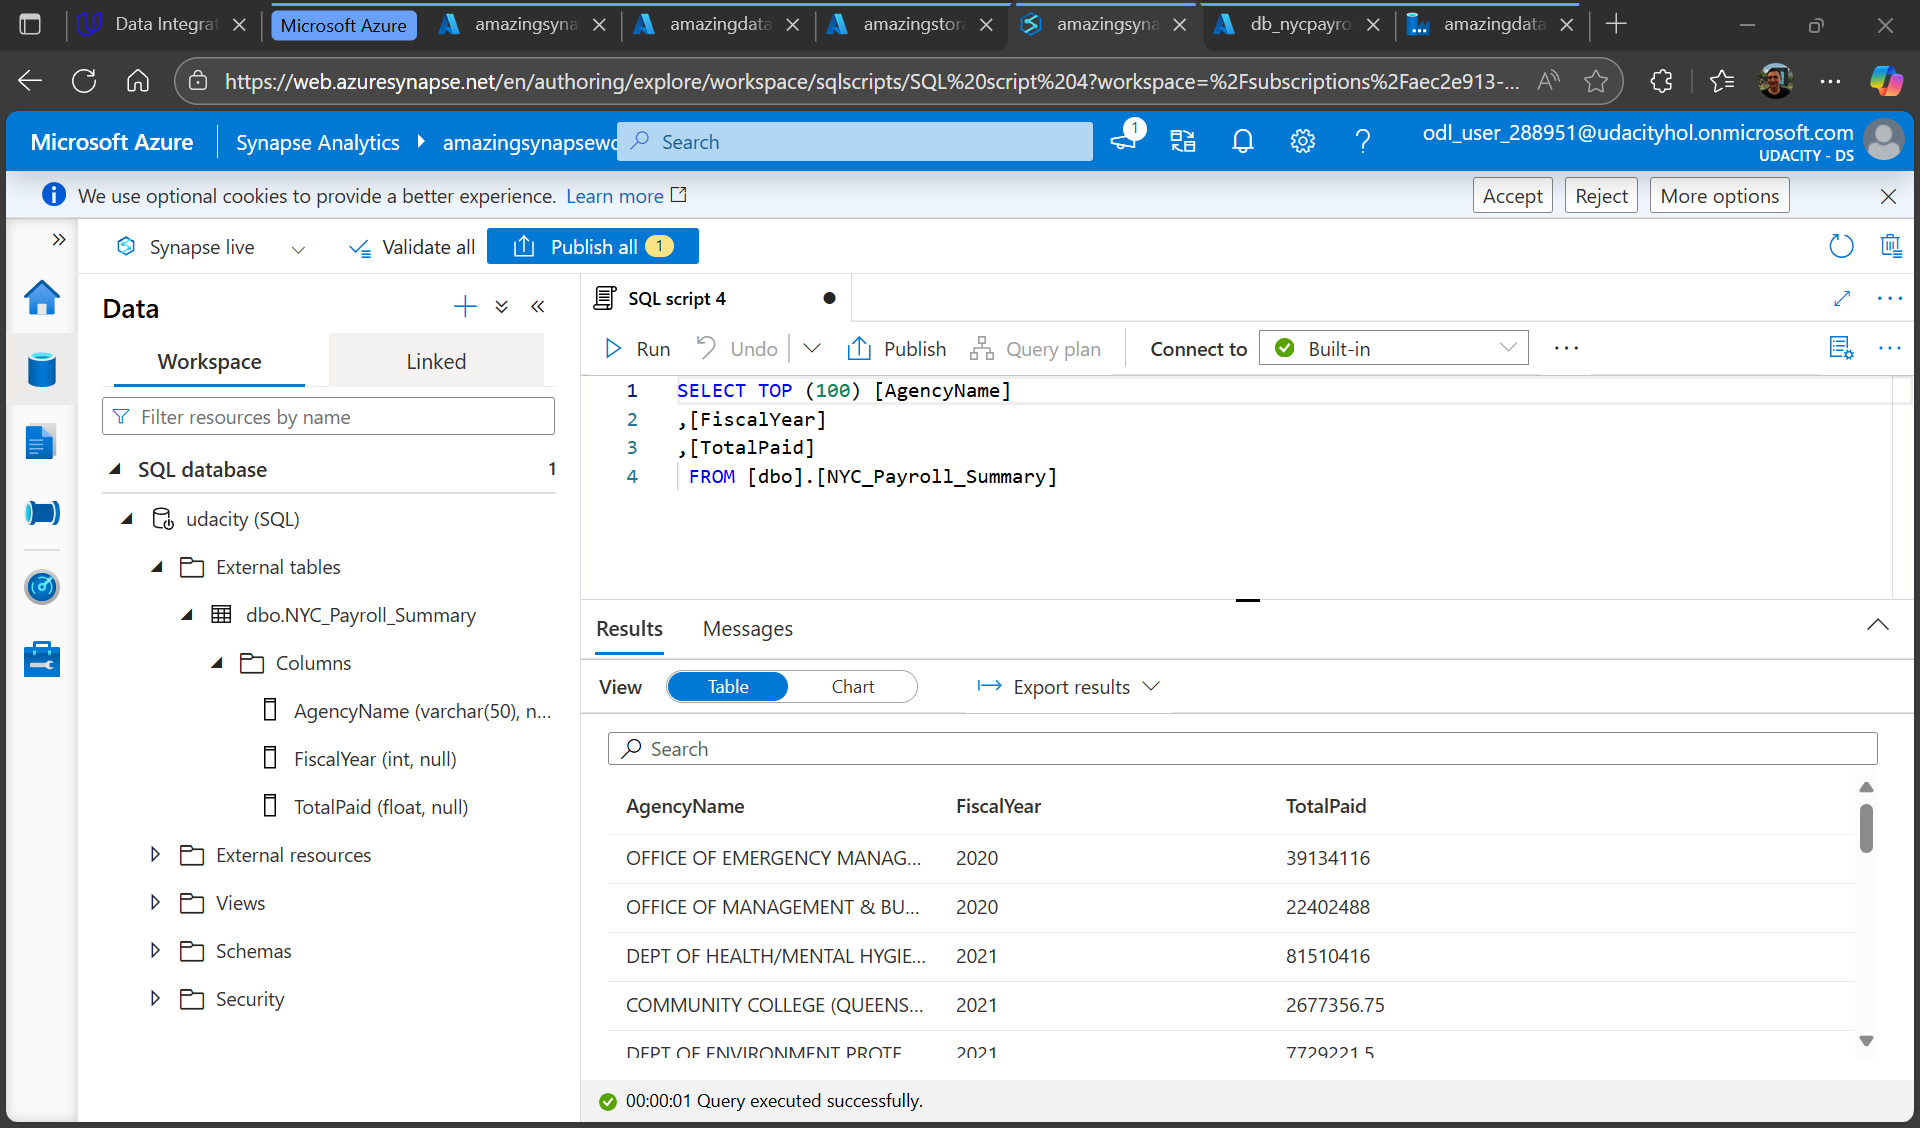 Data Integrat
Microsoft Azure
amazingsyna
amazingdata
amazingstora
amazingsyna
db_nycpayro
amazingdata
https://web.azuresynapse.net/en/authoring/explore/workspace/sqlscripts/SQL%20script%204?workspace=%2Fsubscriptions%2Faec2e913-...
Microsoft Azure
Synapse Analytics
amazingsynapsewo
Search
1
odl_user_288951@udacityhol.onmicrosoft.com
UDACITY - DS
We use optional cookies to provide a better experience. Learn more
Accept
Reject
More options
Synapse live
Validate all
Publish all 1
Data
Workspace
Linked
Filter resources by name
SQL database 1
udacity (SQL)
External tables
dbo.NYC_Payroll_Summary
Columns
AgencyName (varchar(50), n...
FiscalYear (int, null)
TotalPaid (float, null)
External resources
Views
Schemas
Security
SQL script 4
Run
Undo
Publish
Query plan
Connect to
Built-in
1 SELECT TOP (100) [AgencyName]
2 ,[FiscalYear]
3 ,[TotalPaid]
4 FROM [dbo].[NYC_Payroll_Summary]
Results
Messages
View
Table
Chart
Export results
Search
AgencyName FiscalYear TotalPaid
OFFICE OF EMERGENCY MANAG... 2020 39134116
OFFICE OF MANAGEMENT & BU... 2020 22402488
DEPT OF HEALTH/MENTAL HYGIE... 2021 81510416
COMMUNITY COLLEGE (QUEENS... 2021 2677356.75
DEPT OF ENVIRONMENT PROTE 2021 7729221.5
00:00:01 Query executed successfully.